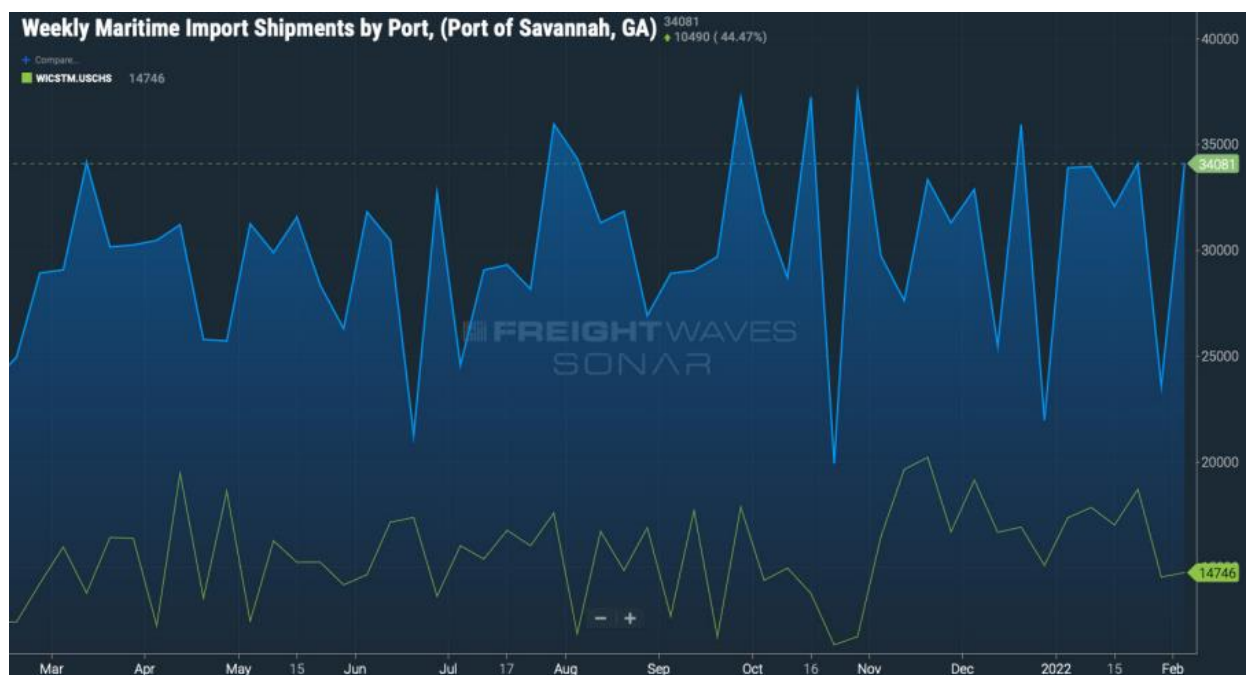 Weekly Maritime Import Shipments by Port, (Port of Savannah, GA) 34081
10490 ( 44.47%)
+ Compare...
WICSTM.USCHS 14746
40000
35000
34081
30000
25000
20000
14746
FREIGHTWAVES
SONAR
− +
Mar Apr May 15 Jun Jul 17 Aug Sep Oct 16 Nov Dec 2022 15 Feb